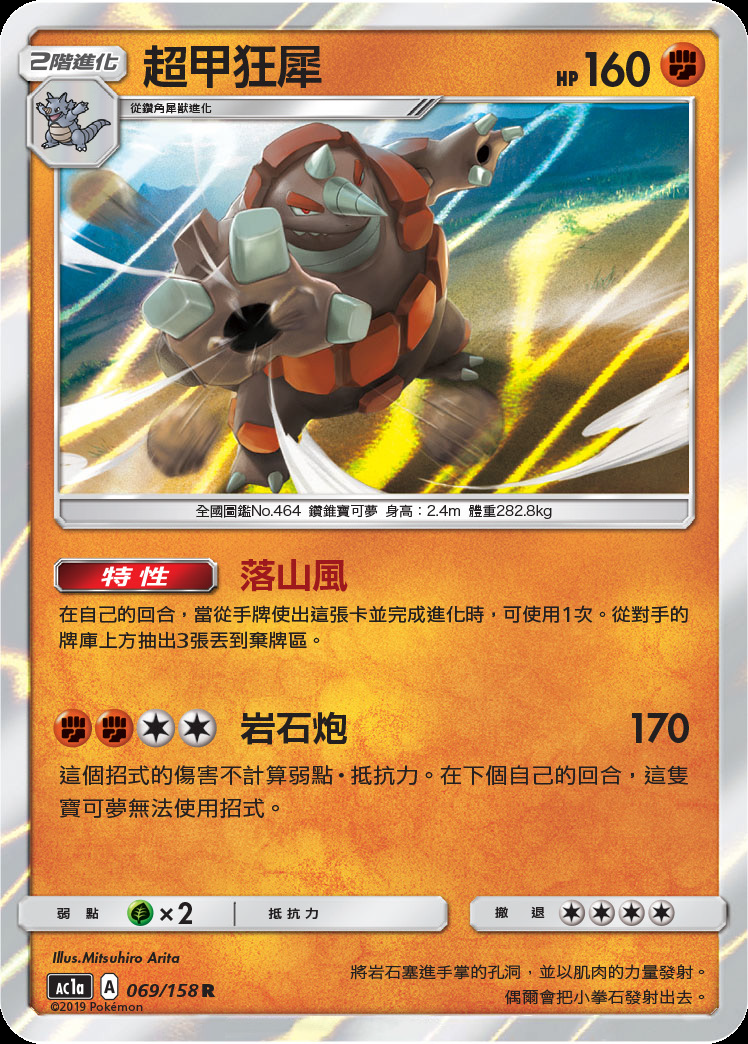 2階進化
超甲狂犀
HP 160
從鑽角犀獸進化
全國圖鑑No.464 鑽錐寶可夢 身高:2.4m 體重282.8kg
特性 落山風
在自己的回合,當從手牌使出這張卡並完成進化時,可使用1次。從對手的
牌庫上方抽出3張丟到棄牌區。
岩石炮 170
這個招式的傷害不計算弱點・抵抗力。在下個自己的回合,這隻
寶可夢無法使用招式。
弱點 ×2 抵抗力 撤退
Illus.Mitsuhiro Arita
將岩石塞進手掌的孔洞,並以肌肉的力量發射。
偶爾會把小拳石發射出去。
AC1a A 069/158 R
©2019 Pokémon